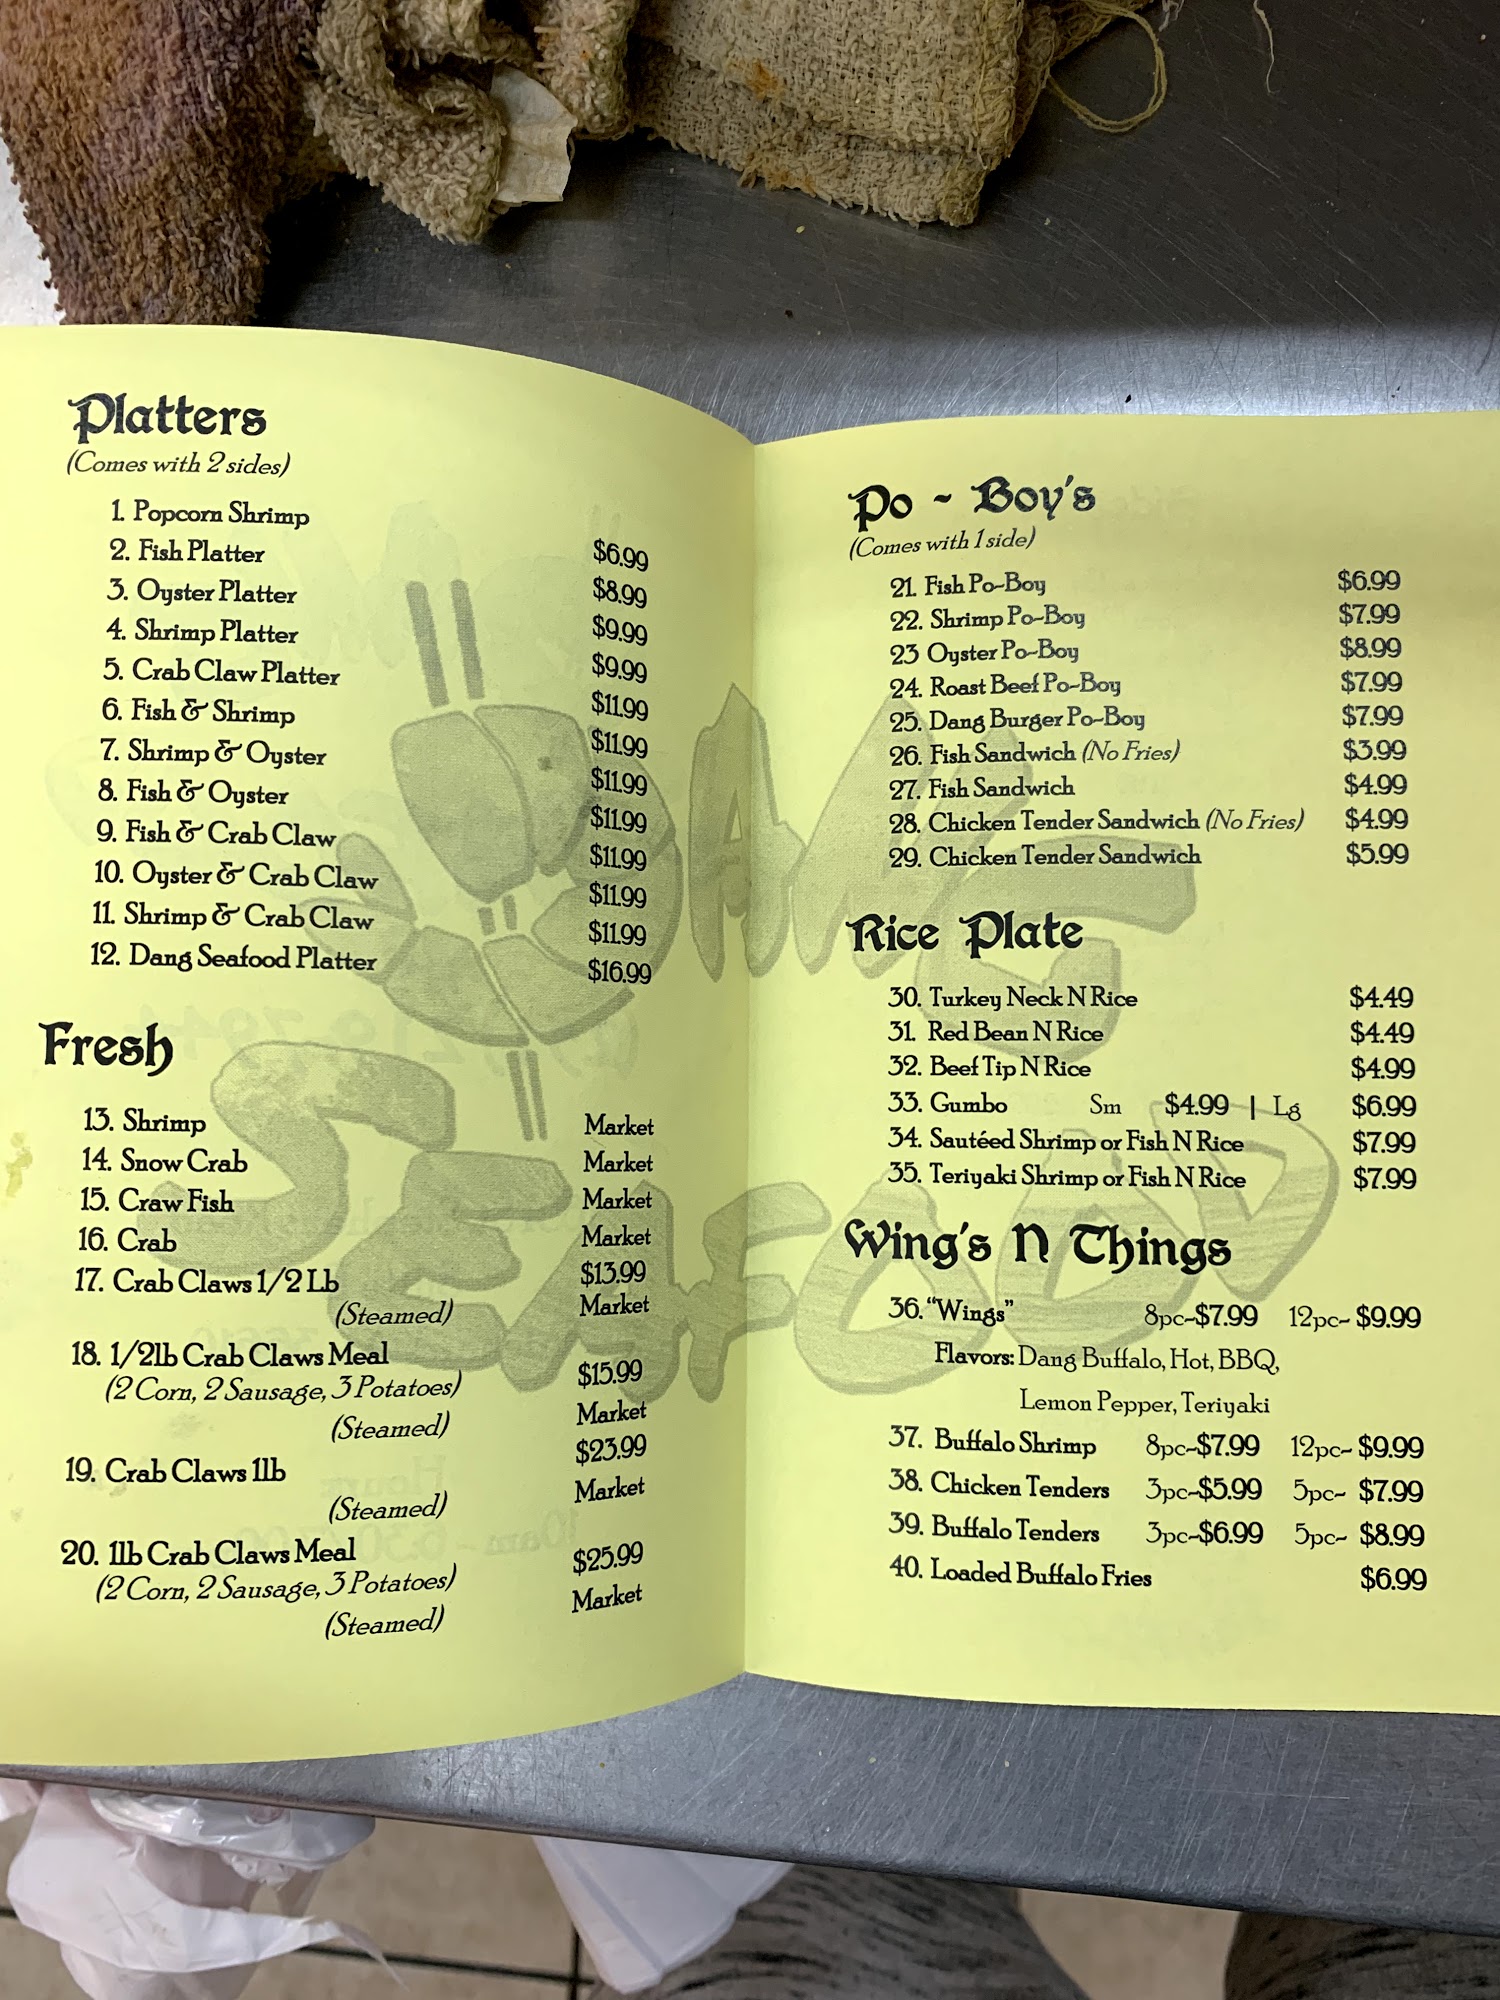 Platters
(Comes with 2 sides)
1. Popcorn Shrimp $6.99
2. Fish Platter $8.99
3. Oyster Platter $9.99
4. Shrimp Platter $9.99
5. Crab Claw Platter $11.99
6. Fish & Shrimp $11.99
7. Shrimp & Oyster $11.99
8. Fish & Oyster $11.99
9. Fish & Crab Claw $11.99
10. Oyster & Crab Claw $11.99
11. Shrimp & Crab Claw $11.99
12. Dang Seafood Platter $16.99
Fresh
13. Shrimp Market
14. Snow Crab Market
15. Craw Fish Market
16. Crab Market
17. Crab Claws 1/2 Lb $13.99
(Steamed) Market
18. 1/2lb Crab Claws Meal $15.99
(2 Corn, 2 Sausage, 3 Potatoes)
(Steamed) Market
19. Crab Claws 1lb $23.99
(Steamed) Market
20. 1lb Crab Claws Meal $25.99
(2 Corn, 2 Sausage, 3 Potatoes)
(Steamed) Market
Po - Boy's
(Comes with 1 side)
21. Fish Po-Boy $6.99
22. Shrimp Po-Boy $7.99
23 Oyster Po-Boy $8.99
24. Roast Beef Po-Boy $7.99
25. Dang Burger Po-Boy $7.99
26. Fish Sandwich (No Fries) $3.99
27. Fish Sandwich $4.99
28. Chicken Tender Sandwich (No Fries) $4.99
29. Chicken Tender Sandwich $5.99
Rice Plate
30. Turkey Neck N Rice $4.49
31. Red Bean N Rice $4.49
32. Beef Tip N Rice $4.99
33. Gumbo Sm $4.99 | Lg $6.99
34. Sautéed Shrimp or Fish N Rice $7.99
35. Teriyaki Shrimp or Fish N Rice $7.99
Wing's N Things
36. "Wings" 8pc~$7.99 12pc~ $9.99
Flavors: Dang Buffalo, Hot, BBQ,
Lemon Pepper, Teriyaki
37. Buffalo Shrimp 8pc~$7.99 12pc~ $9.99
38. Chicken Tenders 3pc~$5.99 5pc~ $7.99
39. Buffalo Tenders 3pc~$6.99 5pc~ $8.99
40. Loaded Buffalo Fries $6.99
DANG
SEAFOOD